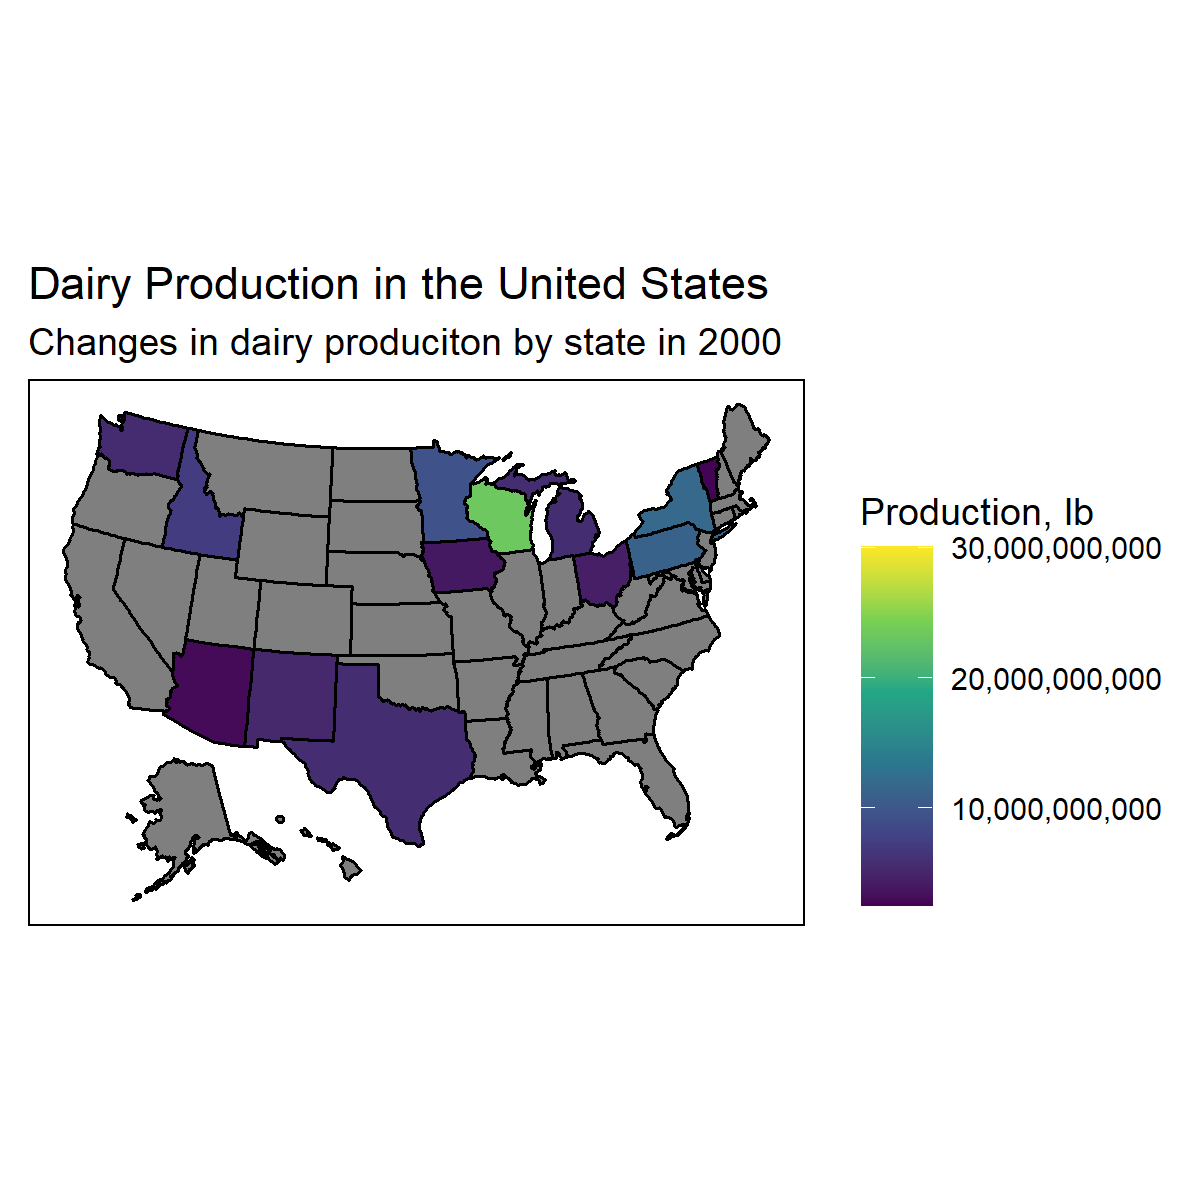 Dairy Production in the United States
Changes in dairy produciton by state in 2000
Production, lb
30,000,000,000
20,000,000,000
10,000,000,000